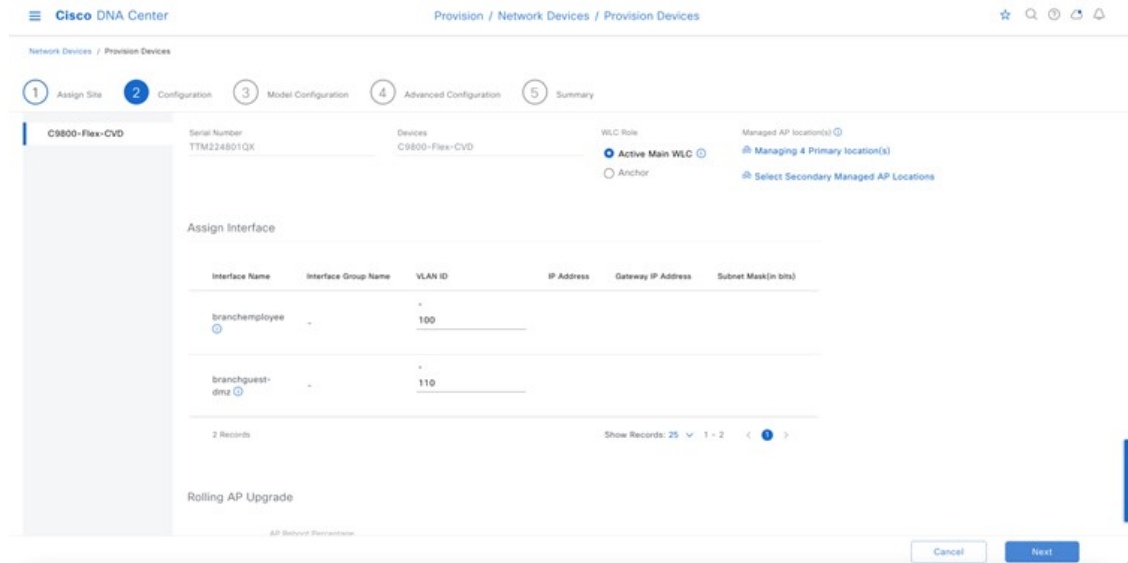 Cisco DNA Center
Provision / Network Devices / Provision Devices
Network Devices / Provision Devices
1 Assign Site 2 Configuration 3 Model Configuration 4 Advanced Configuration 5 Summary
C9800-Flex-CVD
Serial Number
TTM224801QX
Devices
C9800-Flex-CVD
WLC Role
Active Main WLC
Anchor
Managed AP location(s)
Managing 4 Primary location(s)
Select Secondary Managed AP Locations
Assign Interface
Interface Name Interface Group Name VLAN ID IP Address Gateway IP Address Subnet Mask(in bits)
branchemployee - 100
branchguest-
dmz - 110
2 Records Show Records: 25 1 - 2 < 1 >
Rolling AP Upgrade
AP Reboot Percentage
Cancel Next